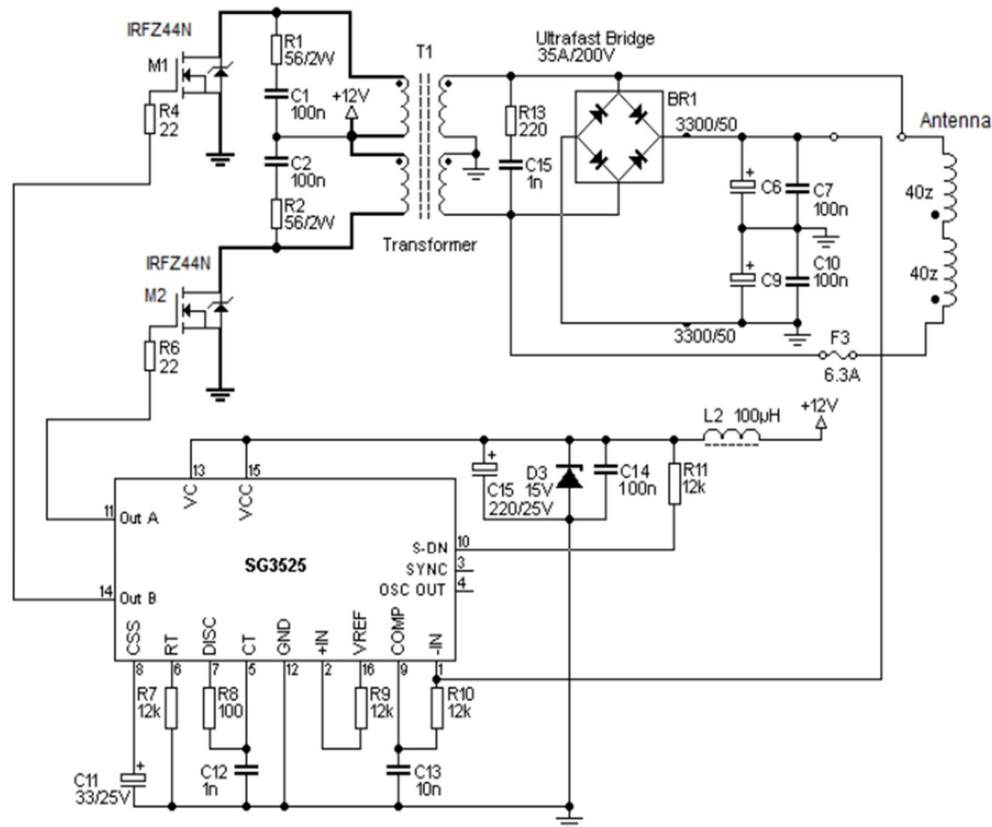 IRFZ44N
M1
R4
22
R1
56/2W
C1
100n
+12V
C2
100n
R2
56/2W
T1
Transformer
Ultrafast Bridge
35A/200V
BR1
R13
220
C15
1n
3300/50
Antenna
C6
C7
100n
40z
C9
C10
100n
40z
3300/50
F3
6.3A
IRFZ44N
M2
R6
22
L2 100µH
+12V
C15
220/25V
D3
15V
C14
100n
R11
12k
13
15
VC
VCC
11
Out A
S-DN
10
SYNC
3
OSC OUT
4
SG3525
14
Out B
CSS
RT
DISC
CT
GND
+IN
VREF
COMP
-IN
8
6
7
5
12
2
16
9
1
R7
12k
R8
100
R9
12k
R10
12k
C11
33/25V
C12
1n
C13
10n
+
+
+
+